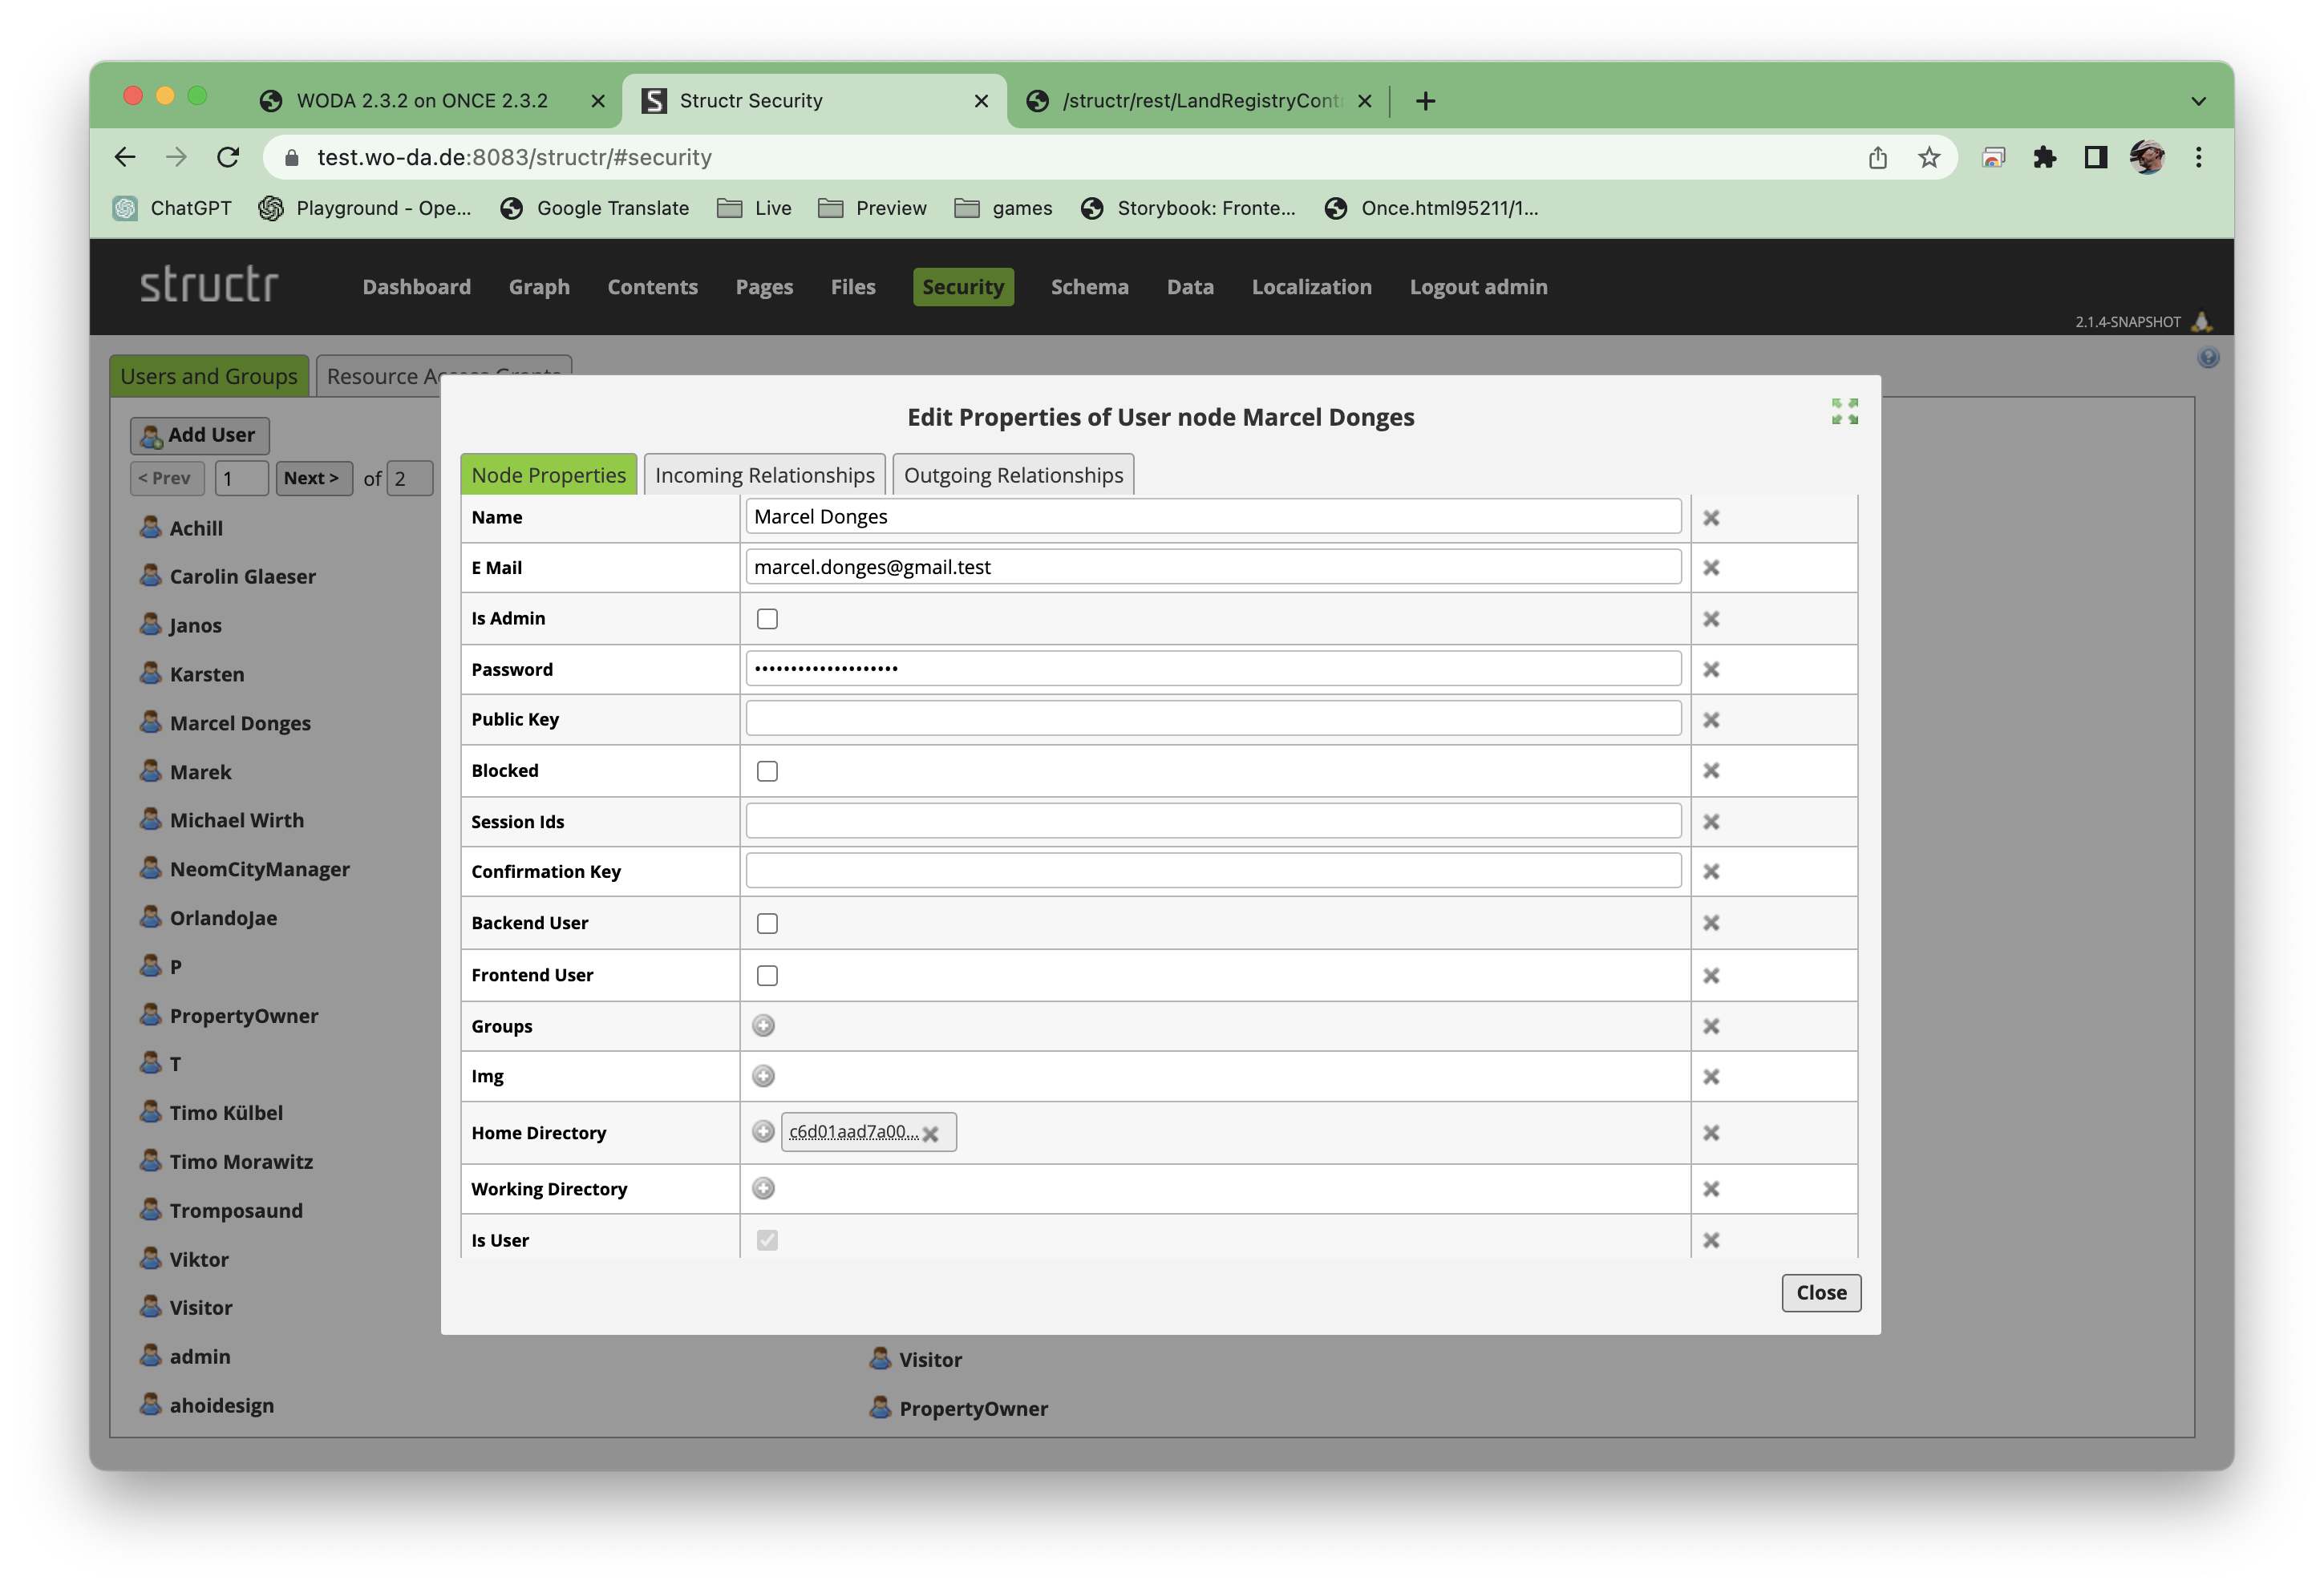 WODA 2.3.2 on ONCE 2.3.2
Structr Security
/structr/rest/LandRegistryCont
test.wo-da.de:8083/structr/#security
ChatGPT
Playground - Ope...
Google Translate
Live
Preview
games
Storybook: Fronte...
Once.html95211/1...
structr
Dashboard
Graph
Contents
Pages
Files
Security
Schema
Data
Localization
Logout admin
2.1.4-SNAPSHOT
Users and Groups
Resource Access Grants
Add User
< Prev
1
Next >
of
2
Achill
Carolin Glaeser
Janos
Karsten
Marcel Donges
Marek
Michael Wirth
NeomCityManager
OrlandoJae
P
PropertyOwner
T
Timo Külbel
Timo Morawitz
Tromposaund
Viktor
Visitor
admin
ahoidesign
Edit Properties of User node Marcel Donges
Node Properties
Incoming Relationships
Outgoing Relationships
Name
Marcel Donges
E Mail
marcel.donges@gmail.test
Is Admin
Password
••••••••••••••••••••
Public Key
Blocked
Session Ids
Confirmation Key
Backend User
Frontend User
Groups
Img
Home Directory
c6d01aad7a00...
Working Directory
Is User
Close
Visitor
PropertyOwner